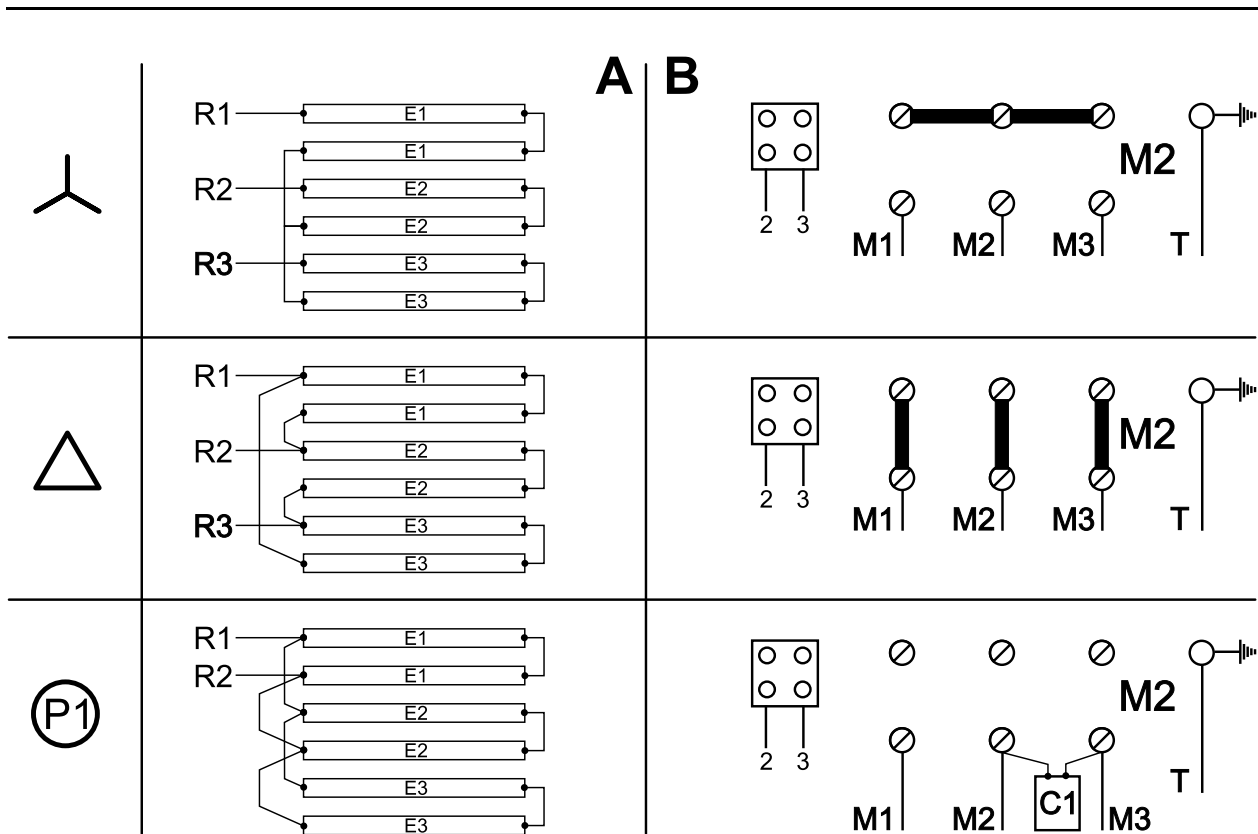 A B
R1 E1
E1
R2 E2
E2
R3 E3
E3
M2
2 3
M1 M2 M3 T
R1 E1
E1
R2 E2
E2
R3 E3
E3
M2
2 3
M1 M2 M3 T
P1
R1 E1
R2 E1
E2
E2
E3
E3
M2
2 3
T
C1
M1 M2 M3